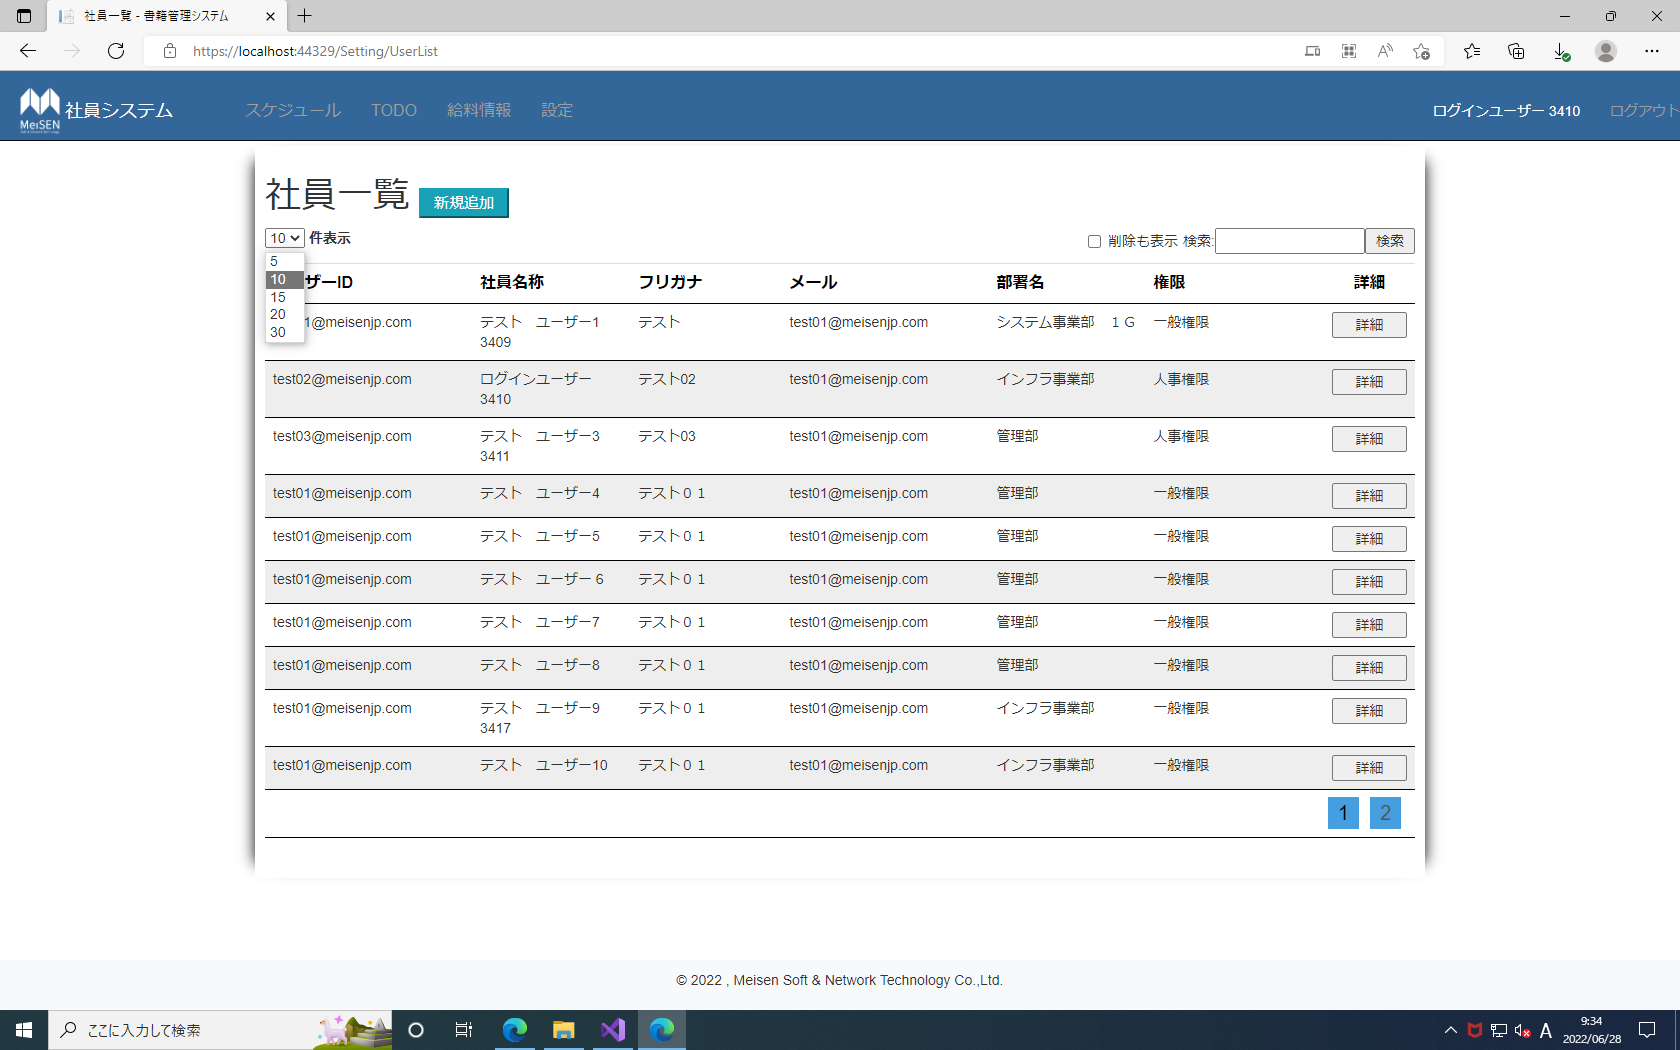 社員一覧 - 書籍管理システム
https://localhost:44329/Setting/UserList
MeiSEN 社員システム スケジュール TODO 給料情報 設定 ログインユーザー 3410 ログアウト
社員一覧 新規追加
10 件表示 削除も表示 検索: 検索
5
10
15
20
30
ザーID 社員名称 フリガナ メール 部署名 権限 詳細
1@meisenjp.com テスト　ユーザー1 テスト test01@meisenjp.com システム事業部　１Ｇ 一般権限 詳細
3409
test02@meisenjp.com ログインユーザー テスト02 test01@meisenjp.com インフラ事業部 人事権限 詳細
3410
test03@meisenjp.com テスト　ユーザー3 テスト03 test01@meisenjp.com 管理部 人事権限 詳細
3411
test01@meisenjp.com テスト　ユーザー4 テスト０１ test01@meisenjp.com 管理部 一般権限 詳細
test01@meisenjp.com テスト　ユーザー5 テスト０１ test01@meisenjp.com 管理部 一般権限 詳細
test01@meisenjp.com テスト　ユーザー６ テスト０１ test01@meisenjp.com 管理部 一般権限 詳細
test01@meisenjp.com テスト　ユーザー7 テスト０１ test01@meisenjp.com 管理部 一般権限 詳細
test01@meisenjp.com テスト　ユーザー8 テスト０１ test01@meisenjp.com 管理部 一般権限 詳細
test01@meisenjp.com テスト　ユーザー9 テスト０１ test01@meisenjp.com インフラ事業部 一般権限 詳細
3417
test01@meisenjp.com テスト　ユーザー10 テスト０１ test01@meisenjp.com インフラ事業部 一般権限 詳細
1 2
© 2022 , Meisen Soft & Network Technology Co.,Ltd.
ここに入力して検索 A 9:34
2022/06/28